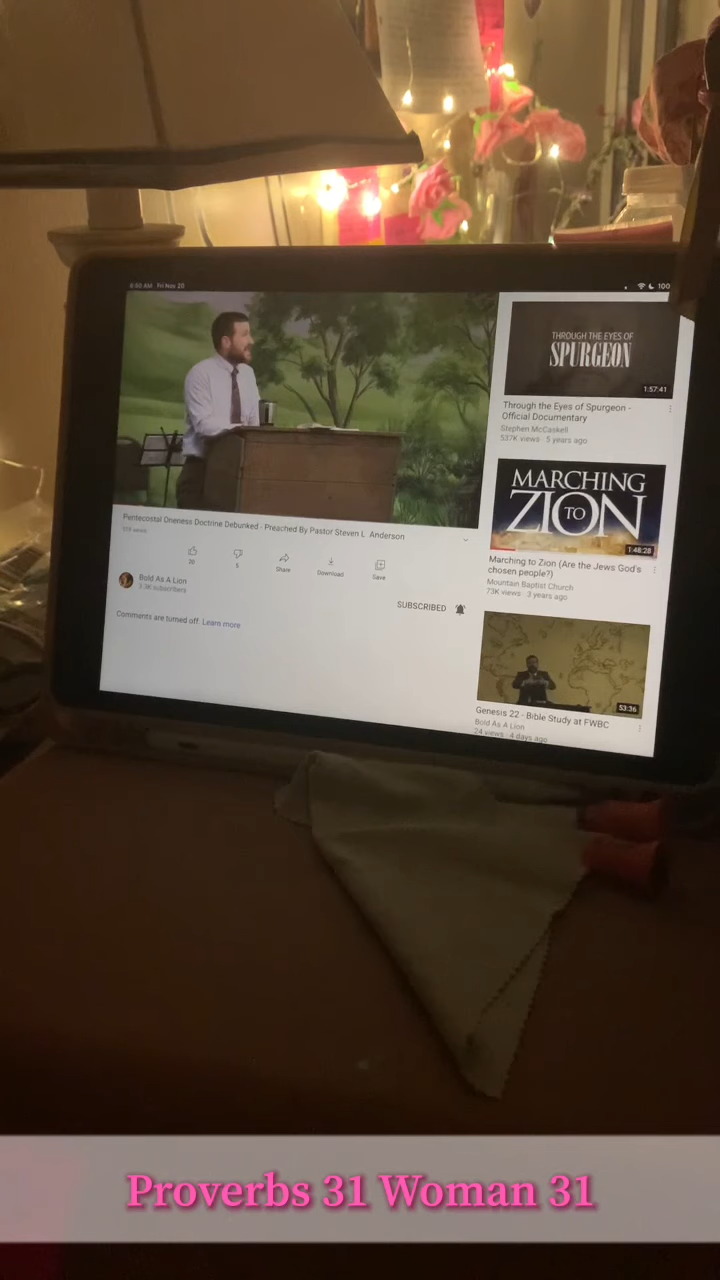 6:00 AM Fri Nov 20
100
THROUGH THE EYES OF
SPURGEON
1:57:41
Through the Eyes of Spurgeon -
Official Documentary
Stephen McCaskell
537K views · 5 years ago
MARCHING
TO
ZION
1:48:28
Marching to Zion (Are the Jews God's
chosen people?)
Mountain Baptist Church
73K views · 3 years ago
53:36
Genesis 22 - Bible Study at FWBC
Bold As A Lion
24 views · 4 days ago
Pentecostal Oneness Doctrine Debunked - Preached By Pastor Steven L Anderson
views
5
Share
Download
Save
Bold As A Lion
subscribers
SUBSCRIBED
Comments are turned off. Learn more
Proverbs 31 Woman 31